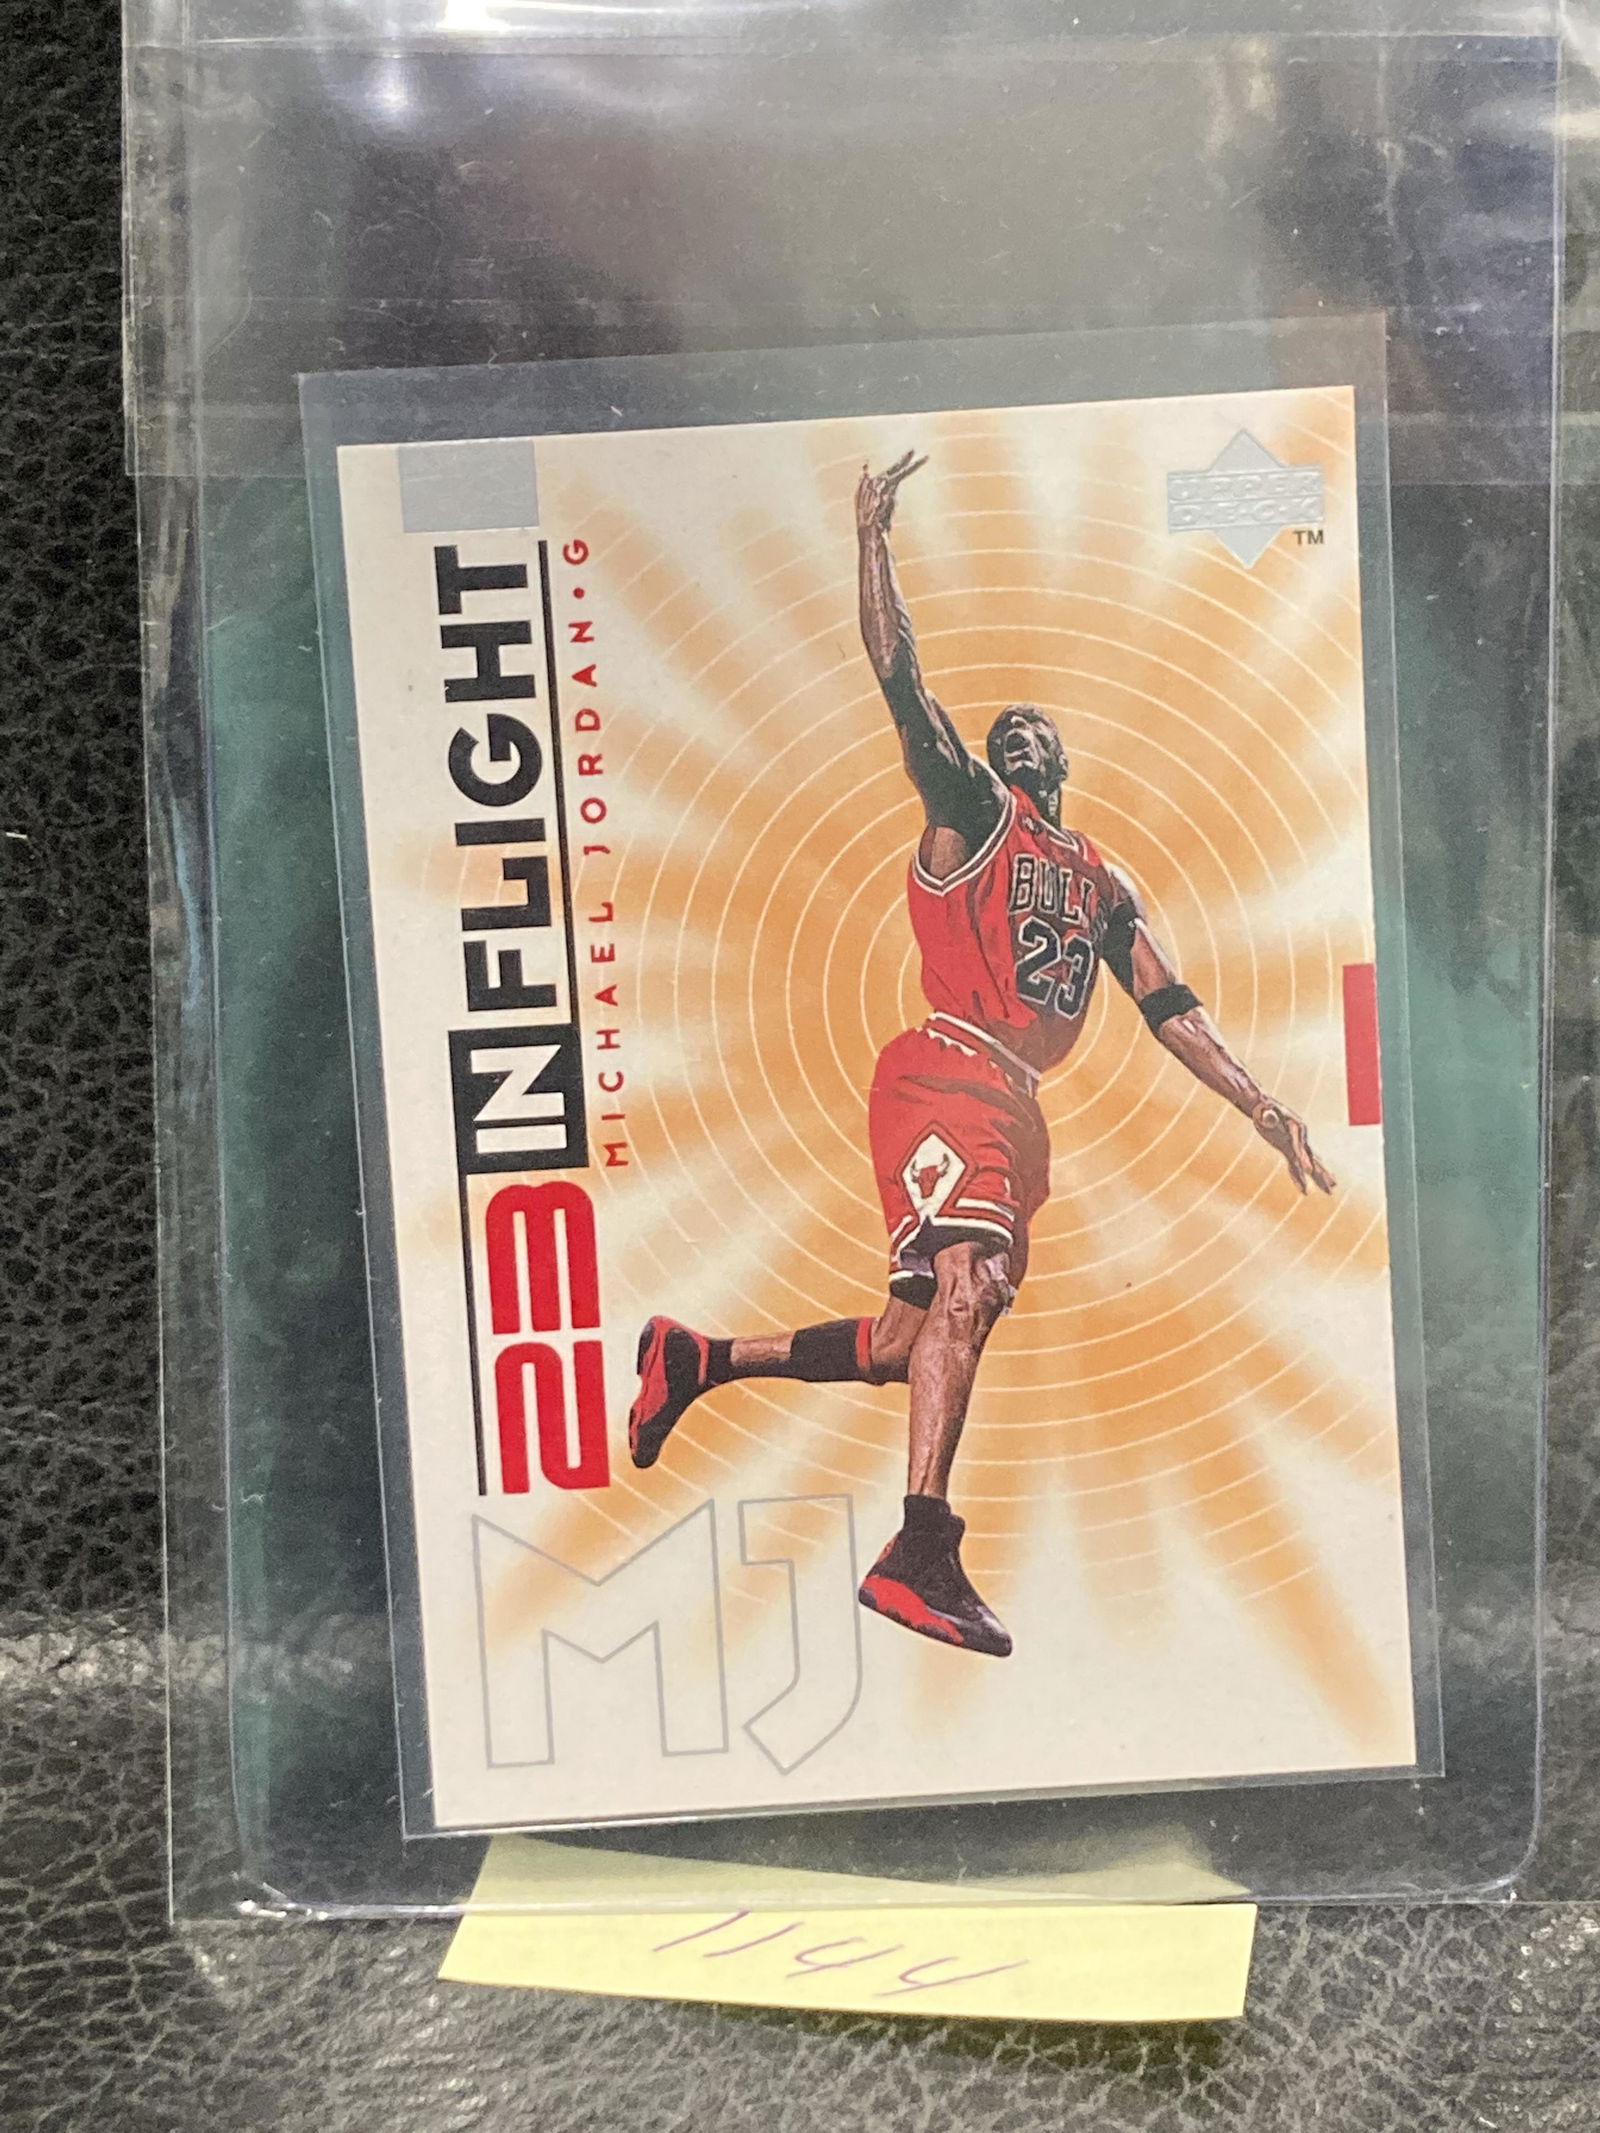 23 IN FLIGHT
MICHAEL JORDAN • G
UPPER
DECK
TM
BULLS
23
MJ
1144